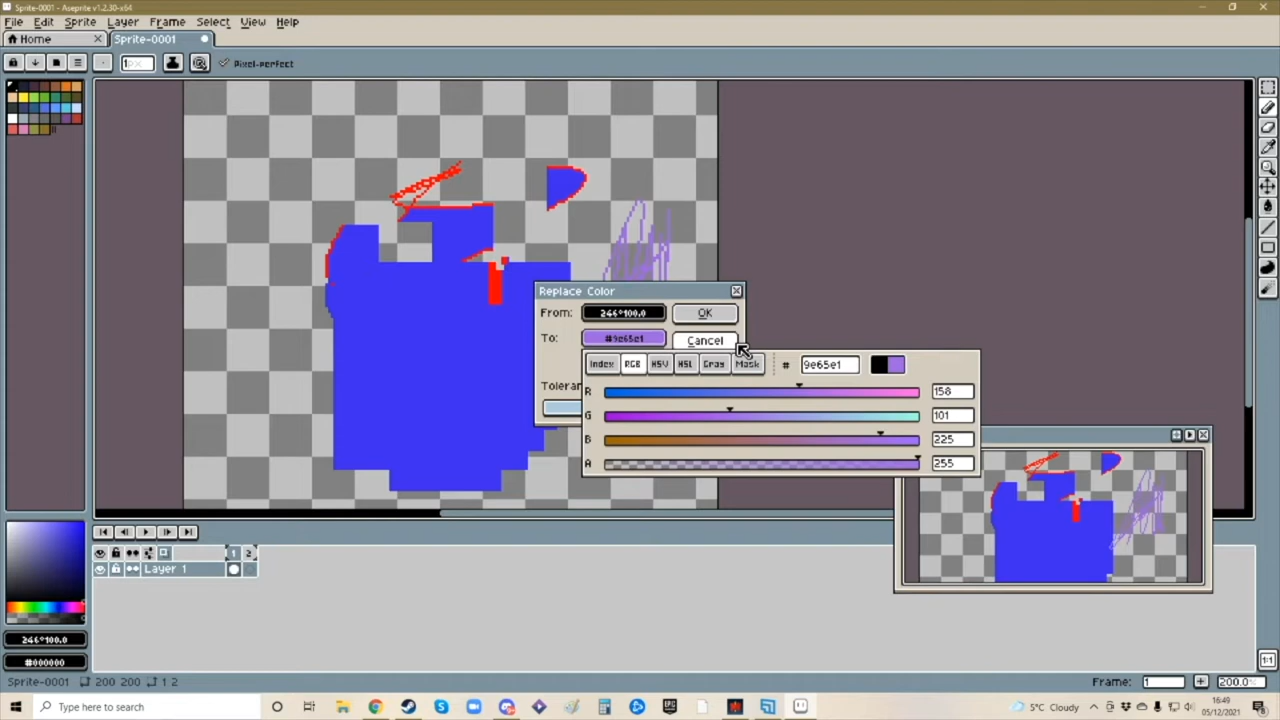 Sprite-0001 - Aseprite v1.2.30-x64
File Edit Sprite Layer Frame Select View Help
Home Sprite-0001
1px Pixel-perfect
Replace Color
From: 246°100.0 OK
To: #9e65e1 Cancel
Index RGB HSV HSL Gray Mask # 9e65e1
Toleran
R 158
G 101
B 225
A 255
1 2
Layer 1
246°100.0
#000000
1:1
Sprite-0001 200 200 1 2 Frame: 1 200.0
Type here to search 5°C Cloudy 16:49
05/12/2021